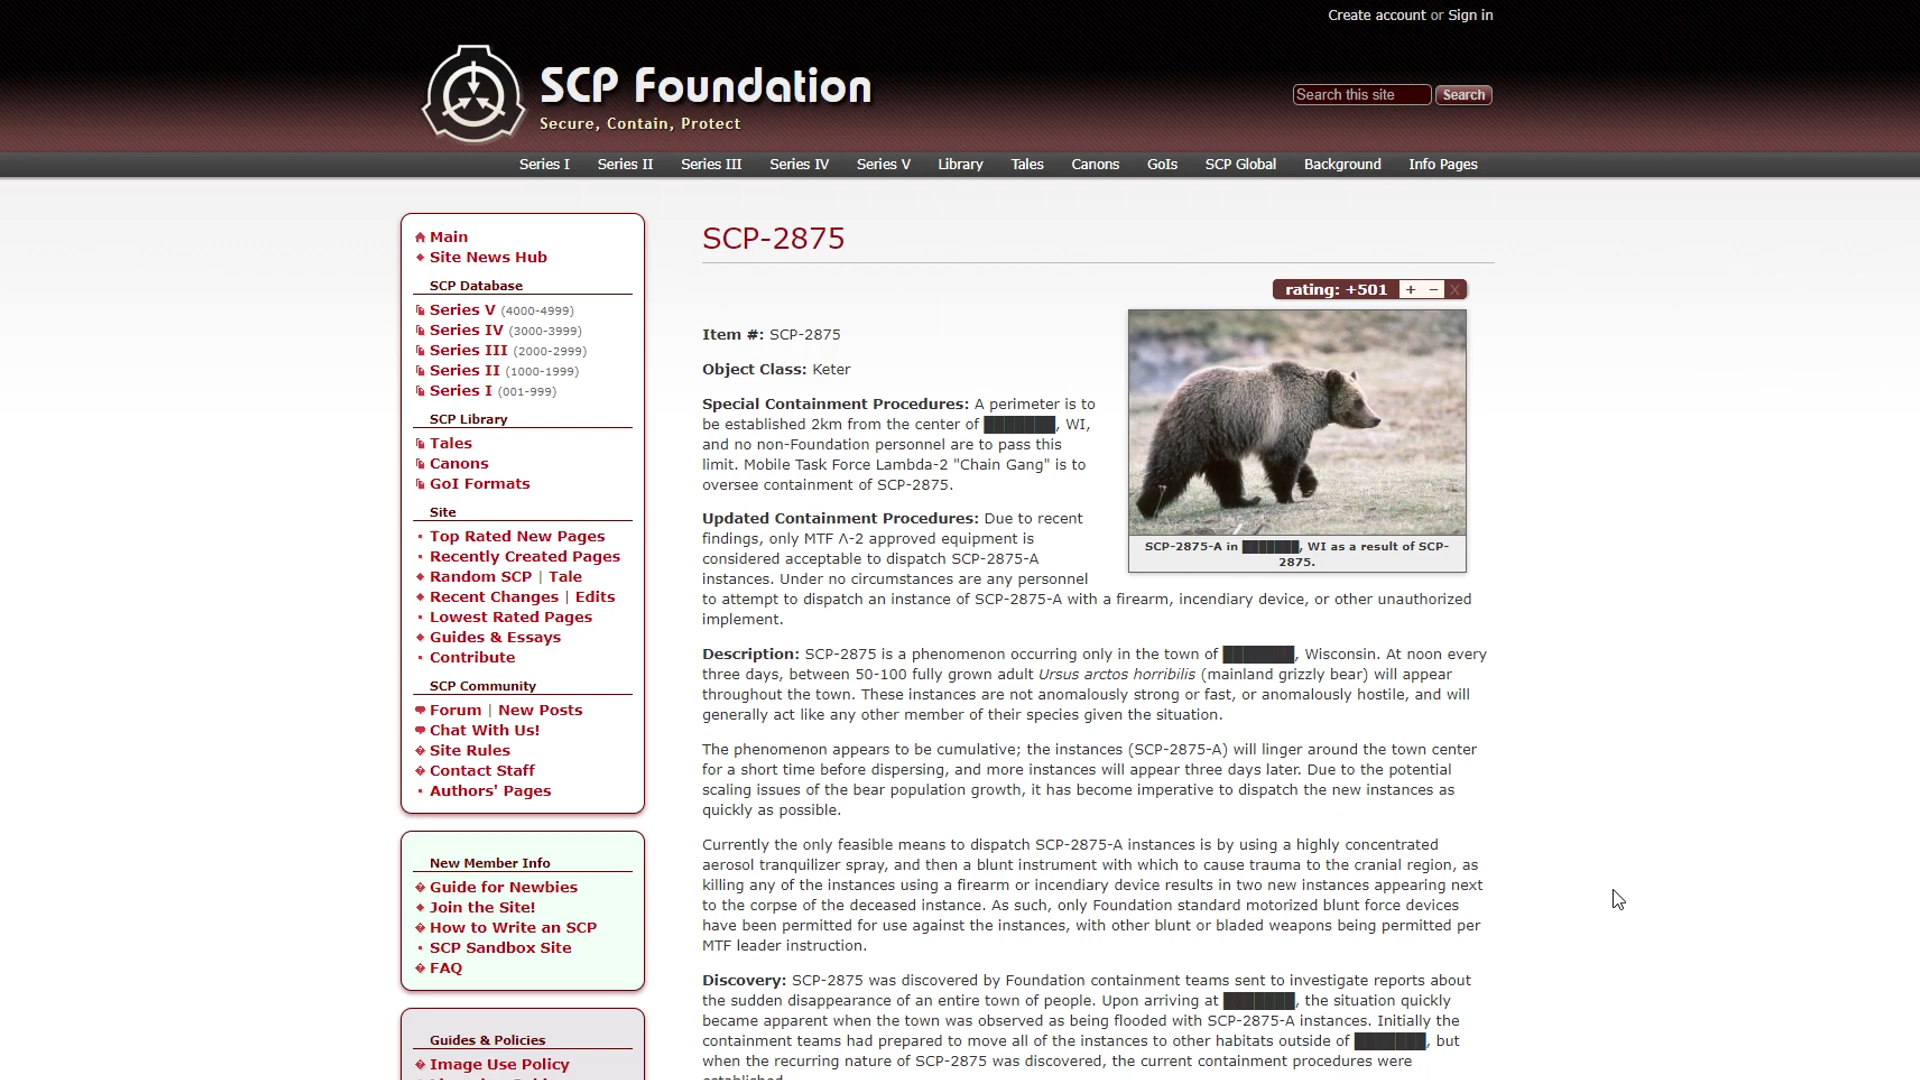 Create account or Sign in
SCP Foundation
Secure, Contain, Protect
Search this site
Search
Series I Series II Series III Series IV Series V Library Tales Canons GoIs SCP Global Background Info Pages
Main
Site News Hub
SCP Database
Series V (4000-4999)
Series IV (3000-3999)
Series III (2000-2999)
Series II (1000-1999)
Series I (001-999)
SCP Library
Tales
Canons
GoI Formats
Site
Top Rated New Pages
Recently Created Pages
Random SCP | Tale
Recent Changes | Edits
Lowest Rated Pages
Guides & Essays
Contribute
SCP Community
Forum | New Posts
Chat With Us!
Site Rules
Contact Staff
Authors' Pages
New Member Info
Guide for Newbies
Join the Site!
How to Write an SCP
SCP Sandbox Site
FAQ
Guides & Policies
Image Use Policy
SCP-2875
rating: +501 + − X
Item #: SCP-2875
Object Class: Keter
Special Containment Procedures: A perimeter is to
be established 2km from the center of ███████, WI,
and no non-Foundation personnel are to pass this
limit. Mobile Task Force Lambda-2 "Chain Gang" is to
oversee containment of SCP-2875.
SCP-2875-A in ███████, WI as a result of SCP-
2875.
Updated Containment Procedures: Due to recent
findings, only MTF Λ-2 approved equipment is
considered acceptable to dispatch SCP-2875-A
instances. Under no circumstances are any personnel
to attempt to dispatch an instance of SCP-2875-A with a firearm, incendiary device, or other unauthorized
implement.
Description: SCP-2875 is a phenomenon occurring only in the town of ███████, Wisconsin. At noon every
three days, between 50-100 fully grown adult Ursus arctos horribilis (mainland grizzly bear) will appear
throughout the town. These instances are not anomalously strong or fast, or anomalously hostile, and will
generally act like any other member of their species given the situation.
The phenomenon appears to be cumulative; the instances (SCP-2875-A) will linger around the town center
for a short time before dispersing, and more instances will appear three days later. Due to the potential
scaling issues of the bear population growth, it has become imperative to dispatch the new instances as
quickly as possible.
Currently the only feasible means to dispatch SCP-2875-A instances is by using a highly concentrated
aerosol tranquilizer spray, and then a blunt instrument with which to cause trauma to the cranial region, as
killing any of the instances using a firearm or incendiary device results in two new instances appearing next
to the corpse of the deceased instance. As such, only Foundation standard motorized blunt force devices
have been permitted for use against the instances, with other blunt or bladed weapons being permitted per
MTF leader instruction.
Discovery: SCP-2875 was discovered by Foundation containment teams sent to investigate reports about
the sudden disappearance of an entire town of people. Upon arriving at ███████, the situation quickly
became apparent when the town was observed as being flooded with SCP-2875-A instances. Initially the
containment teams had prepared to move all of the instances to other habitats outside of ███████, but
when the recurring nature of SCP-2875 was discovered, the current containment procedures were